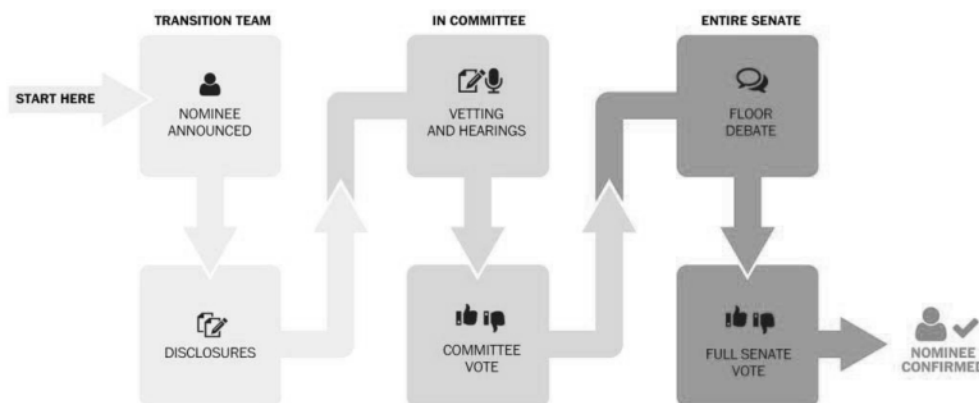 TRANSITION TEAM
IN COMMITTEE
ENTIRE SENATE
START HERE
NOMINEE
ANNOUNCED
VETTING
AND HEARINGS
FLOOR
DEBATE
DISCLOSURES
COMMITTEE
VOTE
FULL SENATE
VOTE
NOMINEE
CONFIRMED